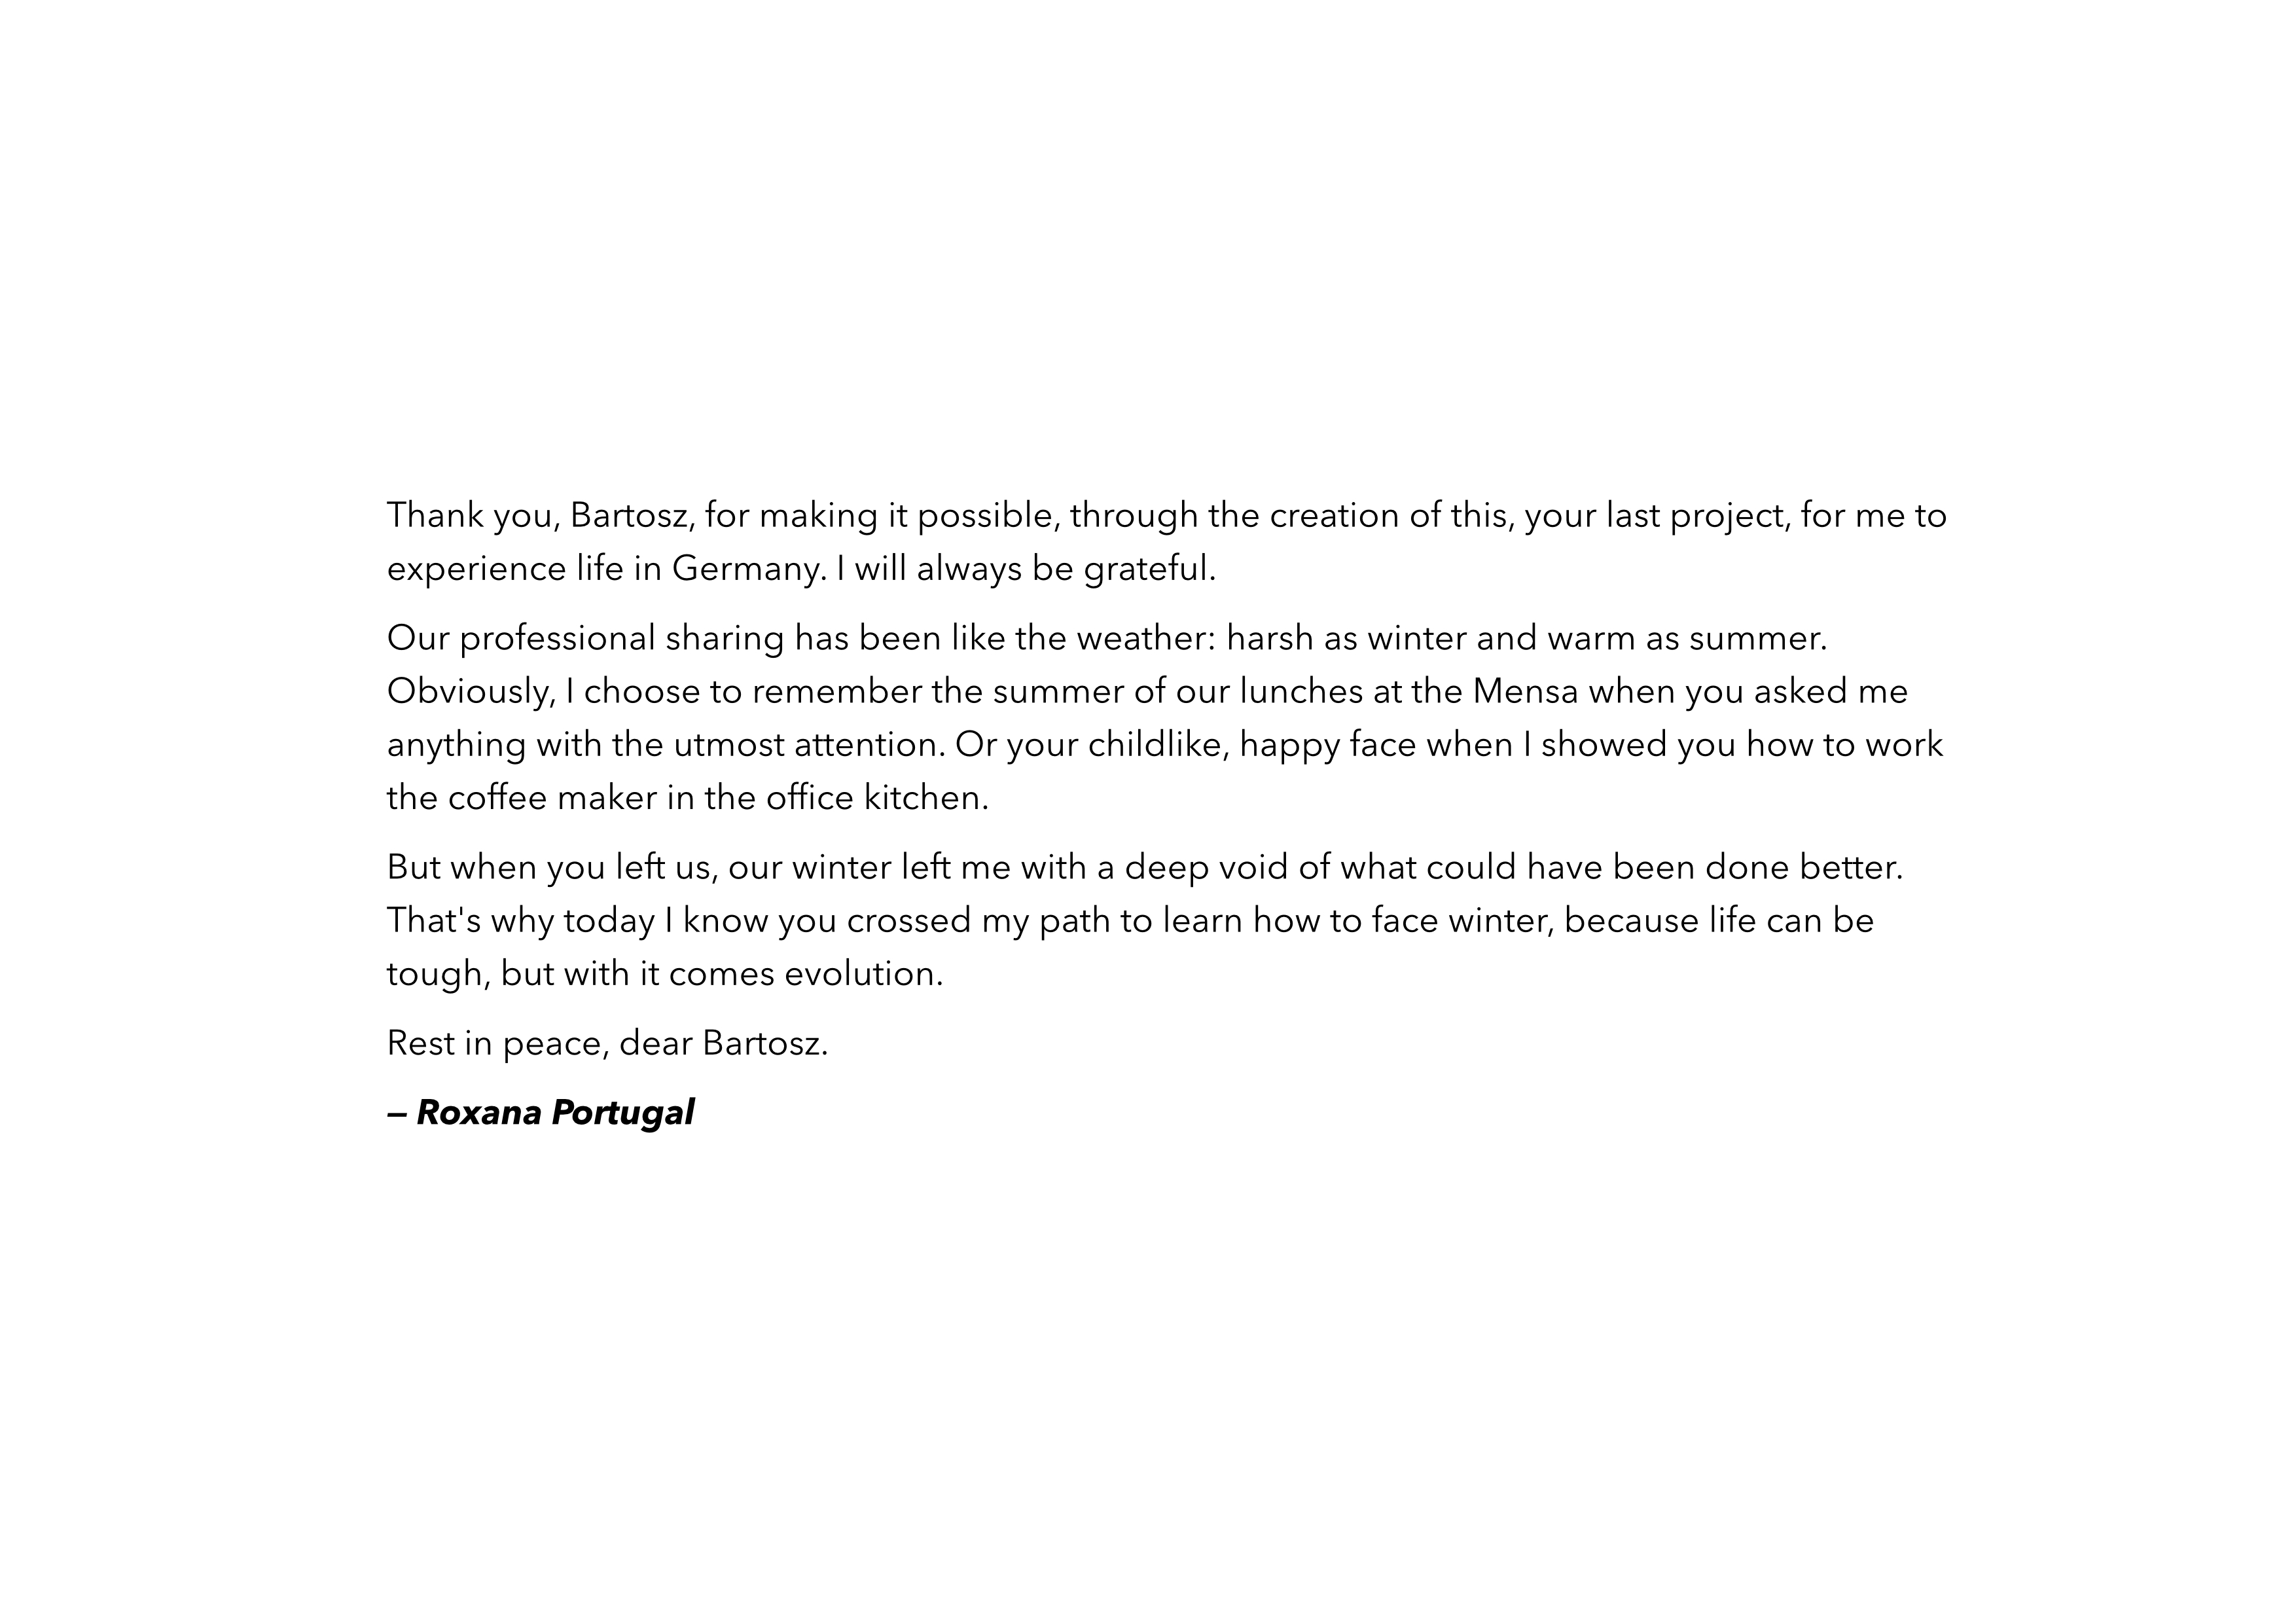 Thank you, Bartosz, for making it possible, through the creation of this, your last project, for me to
experience life in Germany. I will always be grateful.
Our professional sharing has been like the weather: harsh as winter and warm as summer.
Obviously, I choose to remember the summer of our lunches at the Mensa when you asked me
anything with the utmost attention. Or your childlike, happy face when I showed you how to work
the coffee maker in the office kitchen.
But when you left us, our winter left me with a deep void of what could have been done better.
That's why today I know you crossed my path to learn how to face winter, because life can be
tough, but with it comes evolution.
Rest in peace, dear Bartosz.
– Roxana Portugal